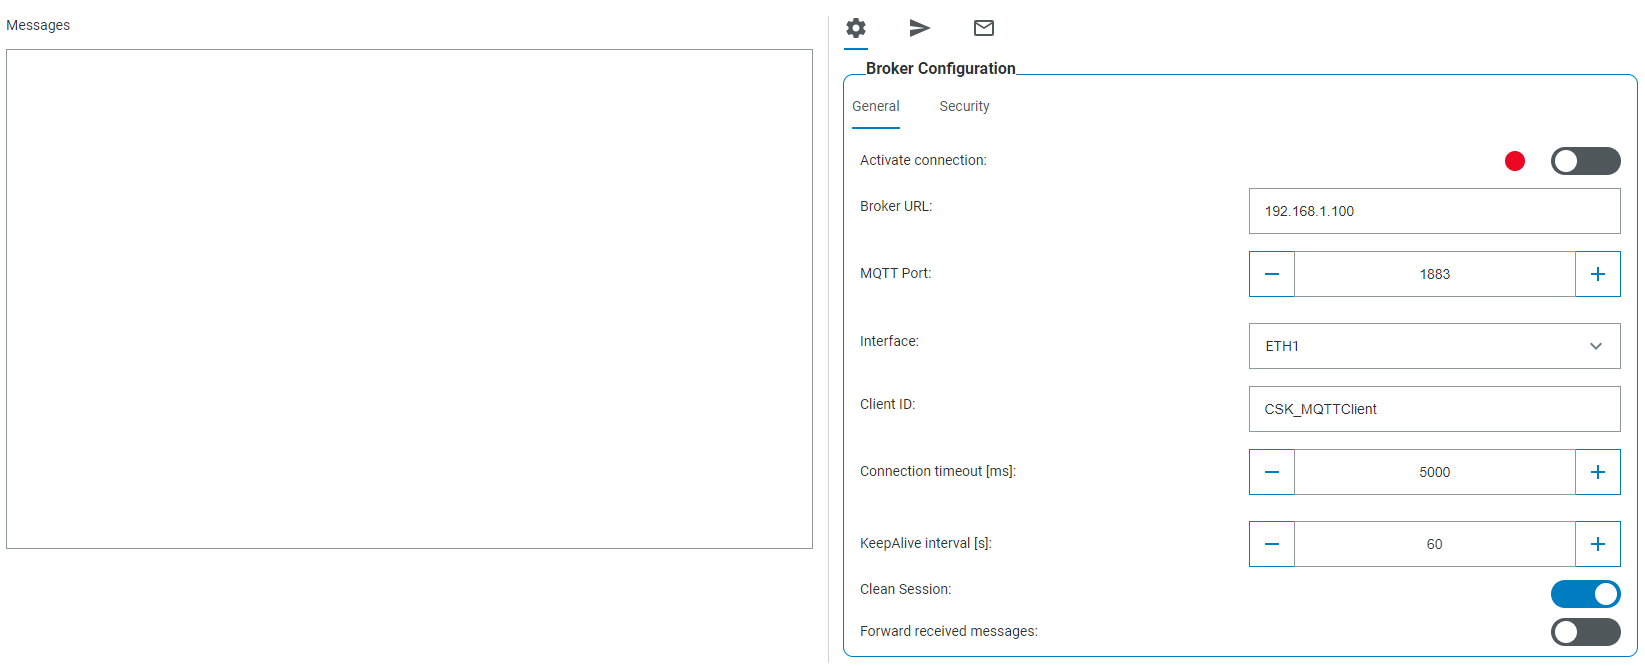 Messages
Broker Configuration
General Security
Activate connection:
Broker URL: 192.168.1.100
MQTT Port: 1883
Interface: ETH1
Client ID: CSK_MQTTClient
Connection timeout [ms]: 5000
KeepAlive interval [s]: 60
Clean Session:
Forward received messages: